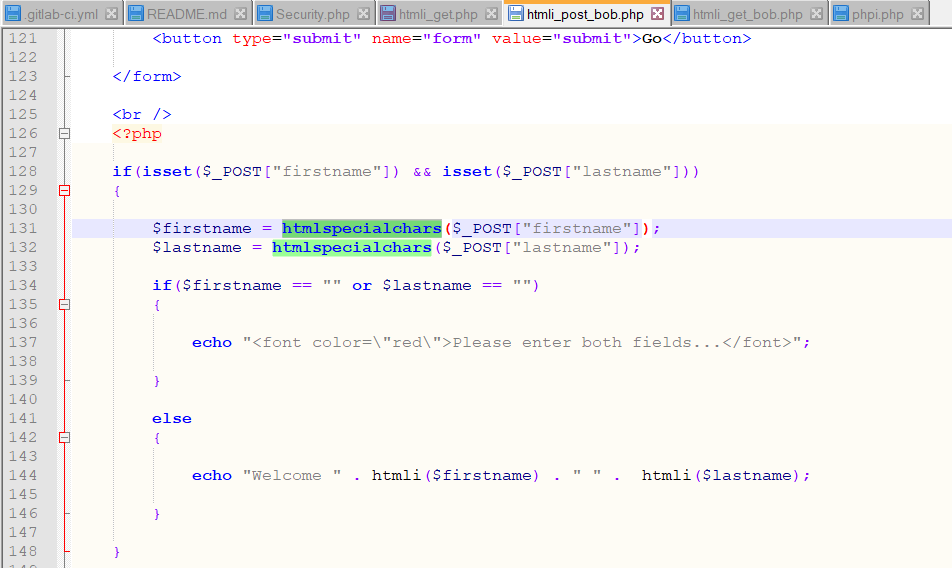 .gitlab-ci.yml README.md Security.php htmli_get.php htmli_post_bob.php htmli_get_bob.php phpi.php
121 <button type="submit" name="form" value="submit">Go</button>
122
123 </form>
124
125 <br />
126 <?php
127
128 if(isset($_POST["firstname"]) && isset($_POST["lastname"]))
129 {
130
131 $firstname = htmlspecialchars($_POST["firstname"]);
132 $lastname = htmlspecialchars($_POST["lastname"]);
133
134 if($firstname == "" or $lastname == "")
135 {
136
137 echo "<font color=\"red\">Please enter both fields...</font>";
138
139 }
140
141 else
142 {
143
144 echo "Welcome " . htmli($firstname) . " " .  htmli($lastname);
145
146 }
147
148 }